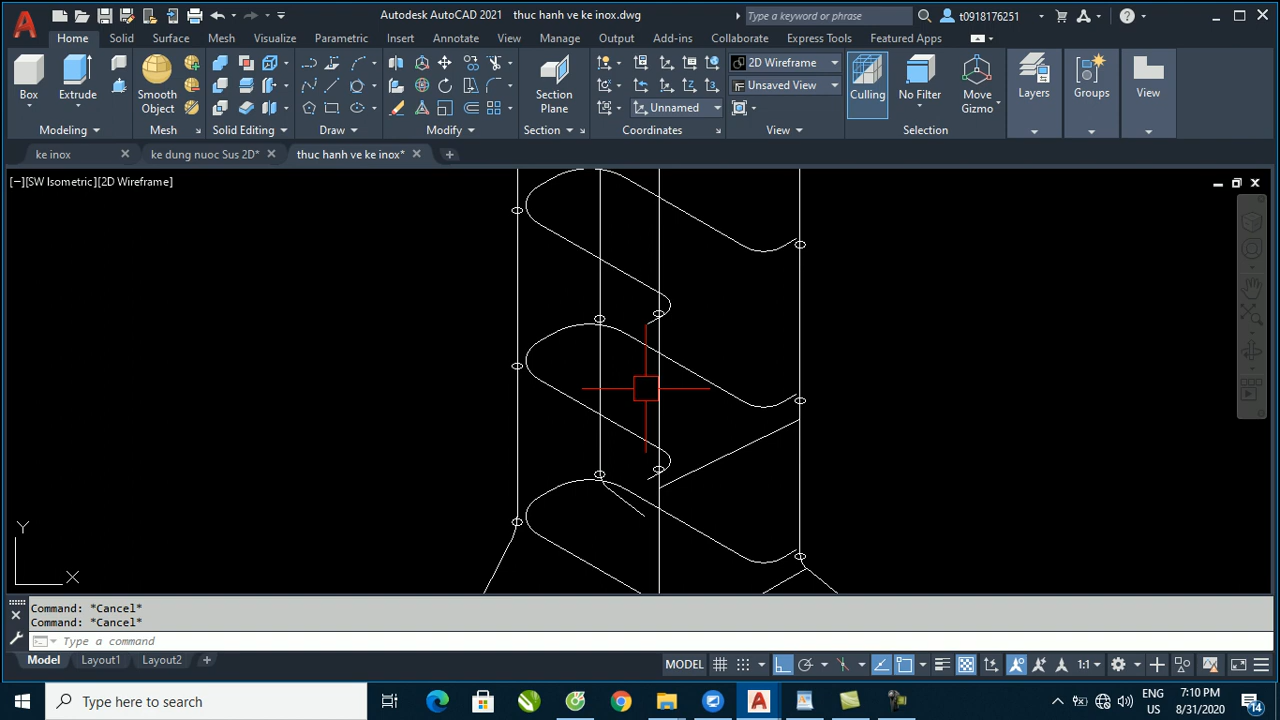 Autodesk AutoCAD 2021 thuc hanh ve ke inox.dwg
Type a keyword or phrase
t0918176251
Home Solid Surface Mesh Visualize Parametric Insert Annotate View Manage Output Add-ins Collaborate Express Tools Featured Apps
2D Wireframe
Unsaved View
Unnamed
Box
Extrude
Smooth Object
Section Plane
Culling
No Filter
Move Gizmo
Layers
Groups
View
Modeling Mesh Solid Editing Draw Modify Section Coordinates View Selection
ke inox
ke dung nuoc Sus 2D*
thuc hanh ve ke inox*
[−][SW Isometric][2D Wireframe]
Y
X
Command: *Cancel*
Command: *Cancel*
Type a command
Model Layout1 Layout2
MODEL
1:1
Type here to search
ENG
US
7:10 PM
8/31/2020
14